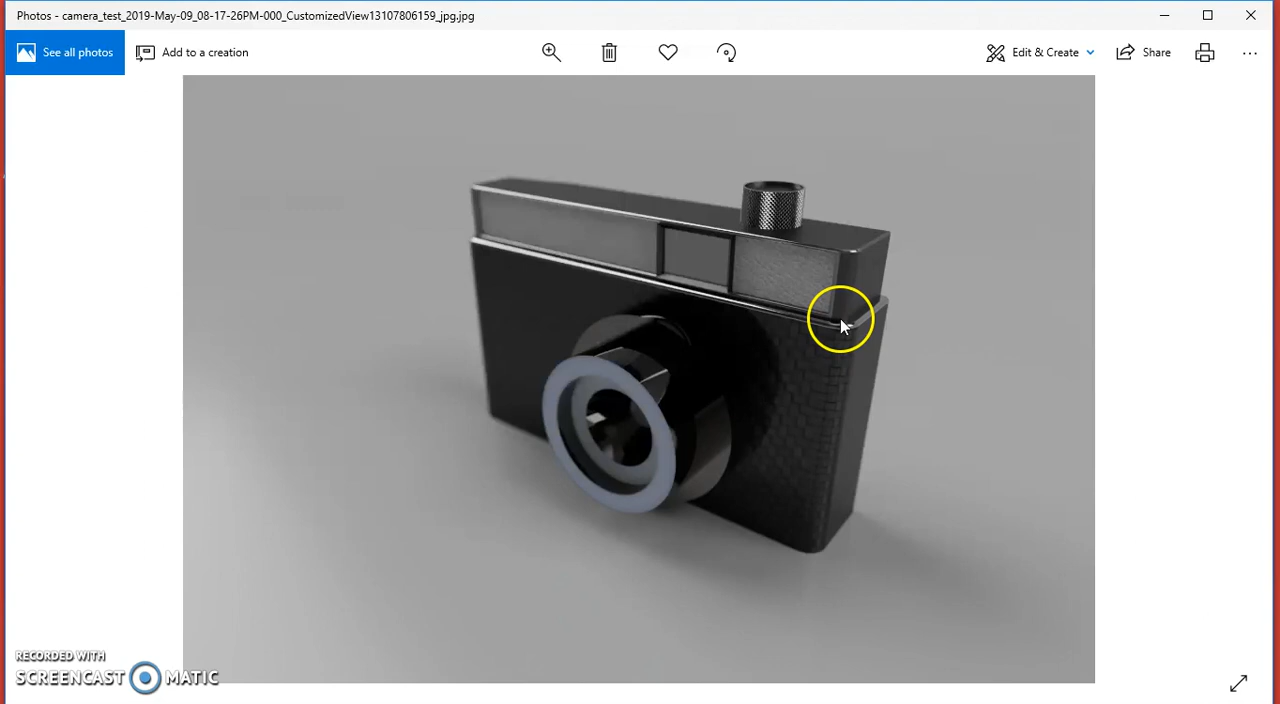 Photos - camera_test_2019-May-09_08-17-26PM-000_CustomizedView13107806159_jpg.jpg
See all photos
Add to a creation
Edit & Create
Share
RECORDED WITH
SCREENCAST MATIC